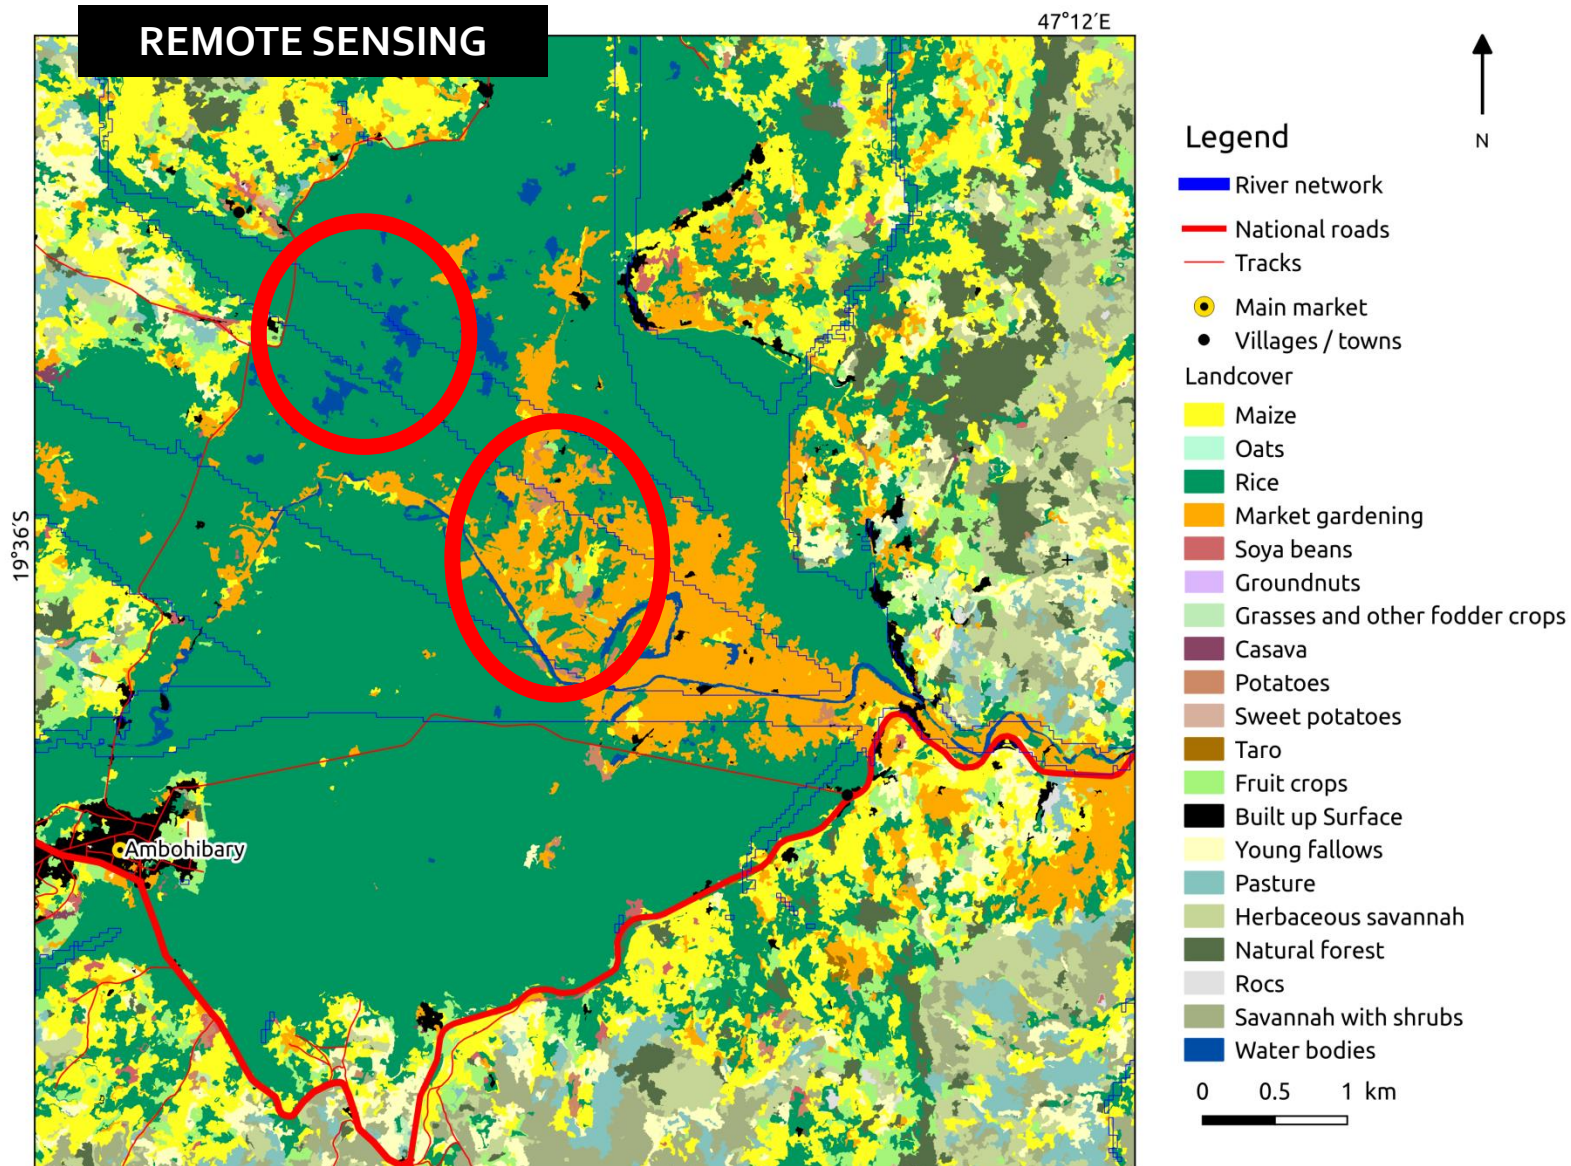 REMOTE SENSING
47°12′E
19°36′S
Ambohibary
N
Legend
River network
National roads
Tracks
Main market
Villages / towns
Landcover
Maize
Oats
Rice
Market gardening
Soya beans
Groundnuts
Grasses and other fodder crops
Casava
Potatoes
Sweet potatoes
Taro
Fruit crops
Built up Surface
Young fallows
Pasture
Herbaceous savannah
Natural forest
Rocs
Savannah with shrubs
Water bodies
0 0.5 1 km